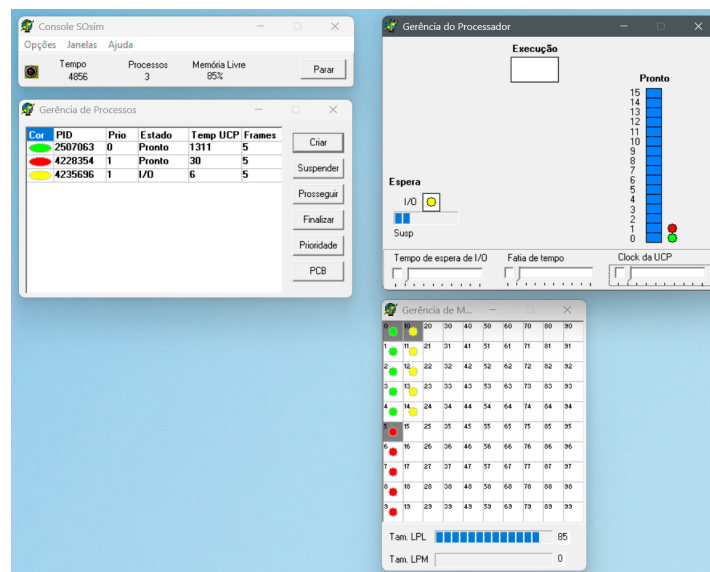 Console SOsim
Opções Janelas Ajuda
Tempo Processos Memória Livre
4856 3 85%
Parar
Gerência de Processos
Cor PID Prio Estado Temp UCP Frames
2507063 0 Pronto 1311 5
4228354 1 Pronto 30 5
4235696 1 I/O 6 5
Criar
Suspender
Prosseguir
Finalizar
Prioridade
PCB
Gerência do Processador
Execução
Pronto
15
14
13
12
11
10
9
8
7
6
5
4
3
2
1
0
Espera
I/O
Susp
Tempo de espera de I/O Fatia de tempo Clock da UCP
Gerência de M...
0 10 20 30 40 50 60 70 80 90
1 11 21 31 41 51 61 71 81 91
2 12 22 32 42 52 62 72 82 92
3 13 23 33 43 53 63 73 83 93
4 14 24 34 44 54 64 74 84 94
5 15 25 35 45 55 65 75 85 95
6 16 26 36 46 56 66 76 86 96
7 17 27 37 47 57 67 77 87 97
8 18 28 38 48 58 68 78 88 98
9 19 29 39 49 59 69 79 89 99
Tam. LPL 85
Tam. LPM 0